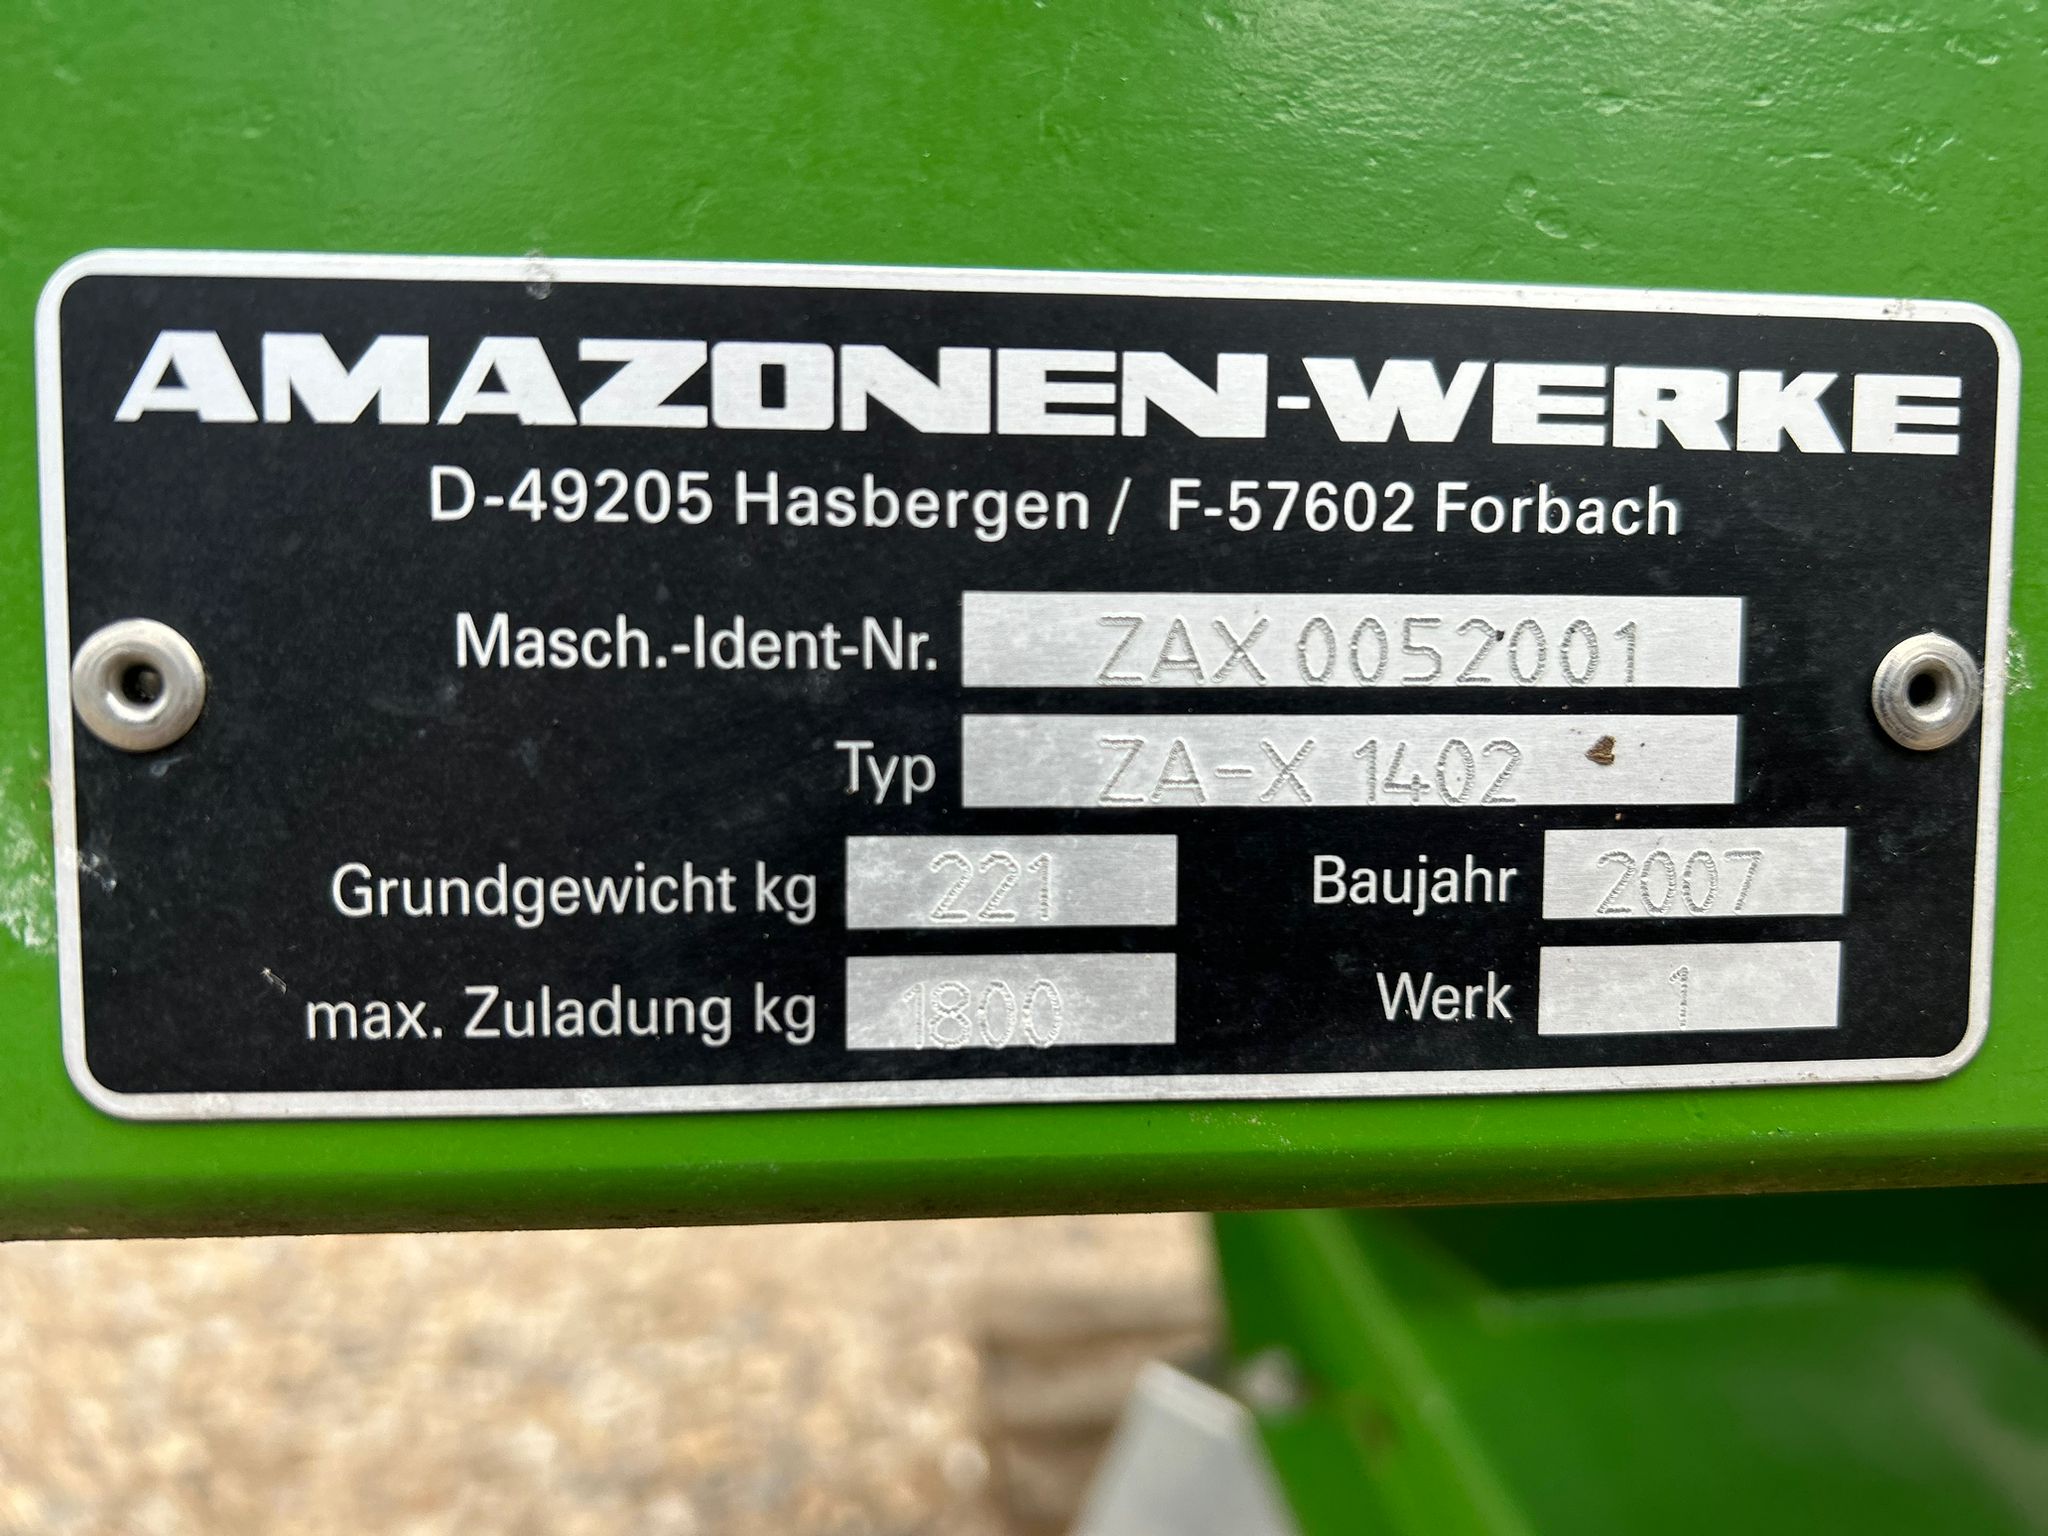 AMAZONEN-WERKE
D-49205 Hasbergen / F-57602 Forbach
Masch.-Ident-Nr. ZAX 0052001
Typ ZA-X 1402
Grundgewicht kg 221 Baujahr 2007
max. Zuladung kg 1800 Werk 1